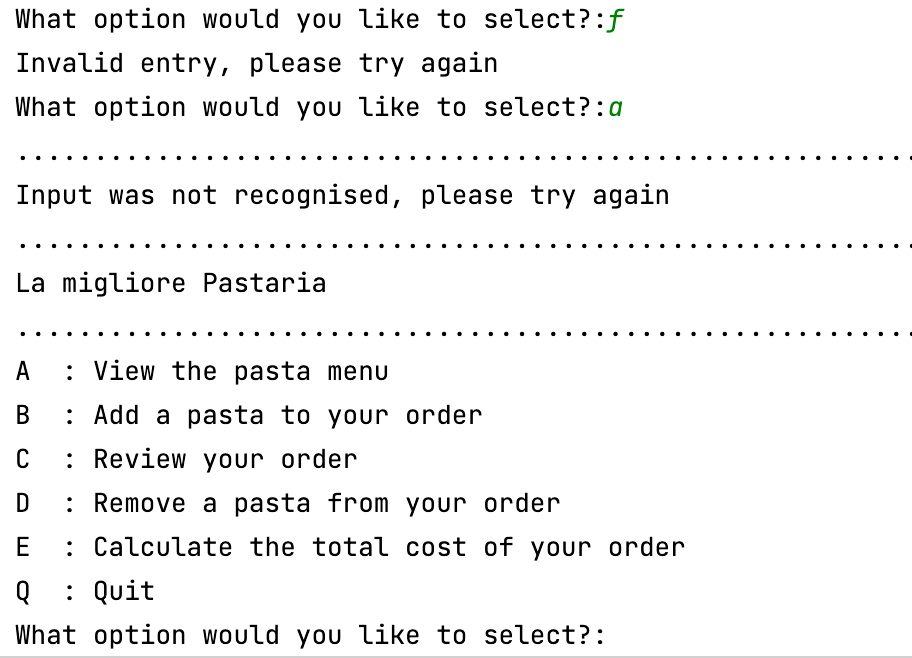 What option would you like to select?:f
Invalid entry, please try again
What option would you like to select?:a
..........................................................
Input was not recognised, please try again
..........................................................
La migliore Pastaria
..........................................................
A  : View the pasta menu
B  : Add a pasta to your order
C  : Review your order
D  : Remove a pasta from your order
E  : Calculate the total cost of your order
Q  : Quit
What option would you like to select?: